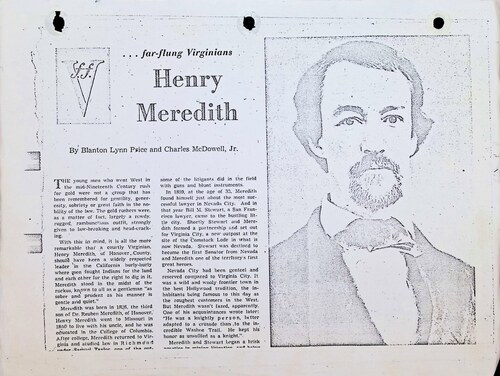 f.f.
V
. . . far-flung Virginians
Henry
Meredith
By Blanton Lynn Paice and Charles McDowell, Jr.
THE young men who went West in
the mid-Nineteenth Century rush
for gold were not a group that has
been remembered for gentility, gener-
osity, sobriety or great faith in the no-
bility of the law. The gold seekers were,
as a matter of fact, largely a rowdy,
greedy, rambunctious outfit, strongly
given to law-breaking and head-crack-
ing.
With this in mind, it is all the more
remarkable that a courtly Virginian,
Henry Meredith, of Hanover, County,
should have been a widely respected
leader in the California hurly-burly
where men fought Indians for the land
and each other for the right to dig in it.
Meredith stood in the midst of the
ruckus, known to all as a gentleman "as
sober and prudent as his manner is
gentle and quiet."
Meredith was born in 1826, the third
son of Dr. Reuben Meredith, of Hanover.
Henry Meredith went to Missouri in
1840 to live with his uncle, and he was
educated in the College of Columbia.
After college, Meredith returned to Vir-
ginia and studied law in Richmond
under
some of the litigants did in the field
with guns and blunt instruments.
In 1859, at the age of 32, Meredith
found himself just about the most suc-
cessful lawyer in Nevada City. And in
that year Bill M. Stewart, a San Fran-
cisco lawyer, came to the bustling lit-
tle city. Shortly Stewart and Mere-
dith formed a partnership and set out
for Virginia City, a new outpost at the
site of the Comstock Lode in what is
now Nevada. Stewart was destined to
become the first Senator from Nevada
and Meredith one of the territory's first
great heroes.
Nevada City had been genteel and
reserved compared to Virginia City. It
was a wild and wooly frontier town in
the best Hollywood tradition, the in-
habitants being famous to this day as
the roughest customers in the West.
But Meredith wasn't fazed, apparently.
One of his acquaintances wrote later:
"He was a knightly person, better
adapted to a crusade than to the in-
credible Washoe Trail. He kept his
honor as unsullied as a knight."
Meredith and Stewart began a brisk